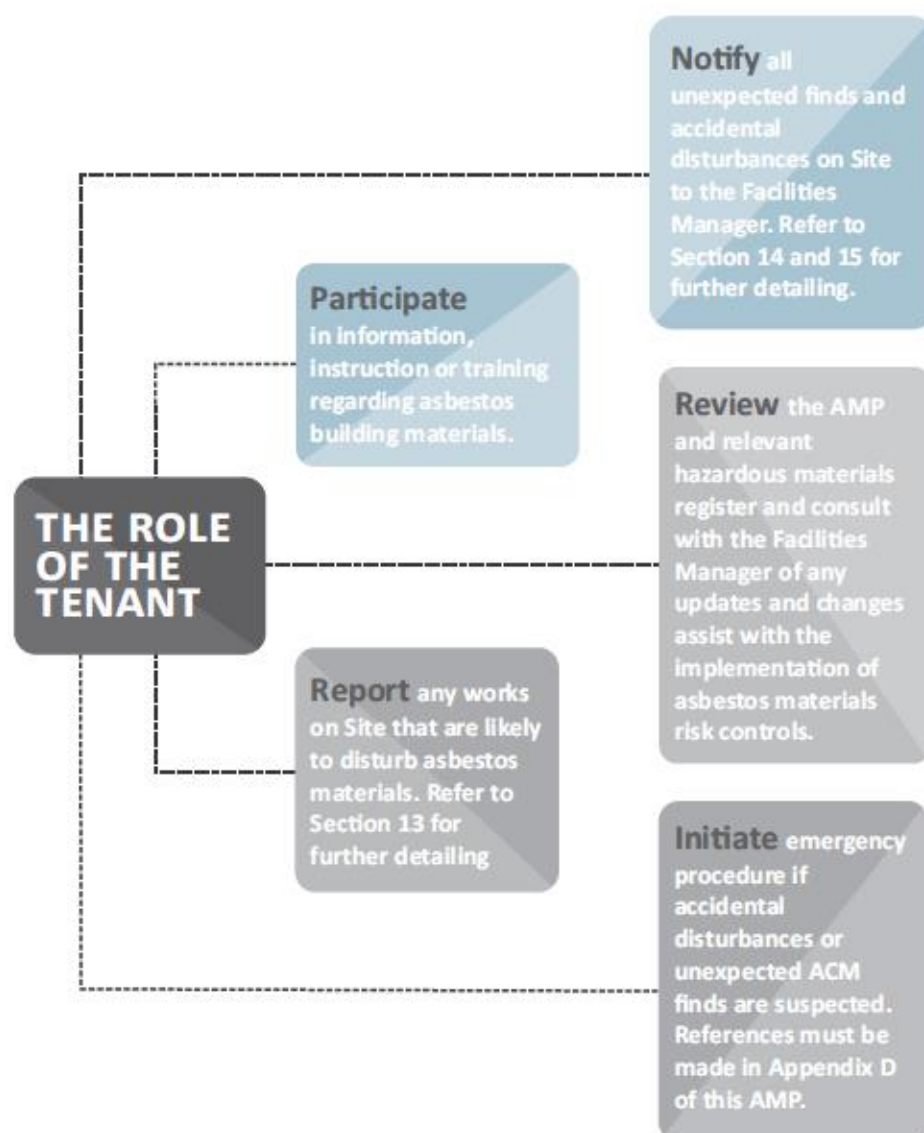 Notify all
unexpected finds and
accidental
disturbances on Site
to the Facilities
Manager. Refer to
Section 14 and 15 for
further detailing.
Participate
in information,
instruction or training
regarding asbestos
building materials.
THE ROLE
OF THE
TENANT
Review the AMP
and relevant
hazardous materials
register and consult
with the Facilities
Manager of any
updates and changes
assist with the
implementation of
asbestos materials
risk controls.
Report any works
on Site that are likely
to disturb asbestos
materials. Refer to
Section 13 for
further detailing
Initiate emergency
procedure if
accidental
disturbances or
unexpected ACM
finds are suspected.
References must be
made in Appendix D
of this AMP.